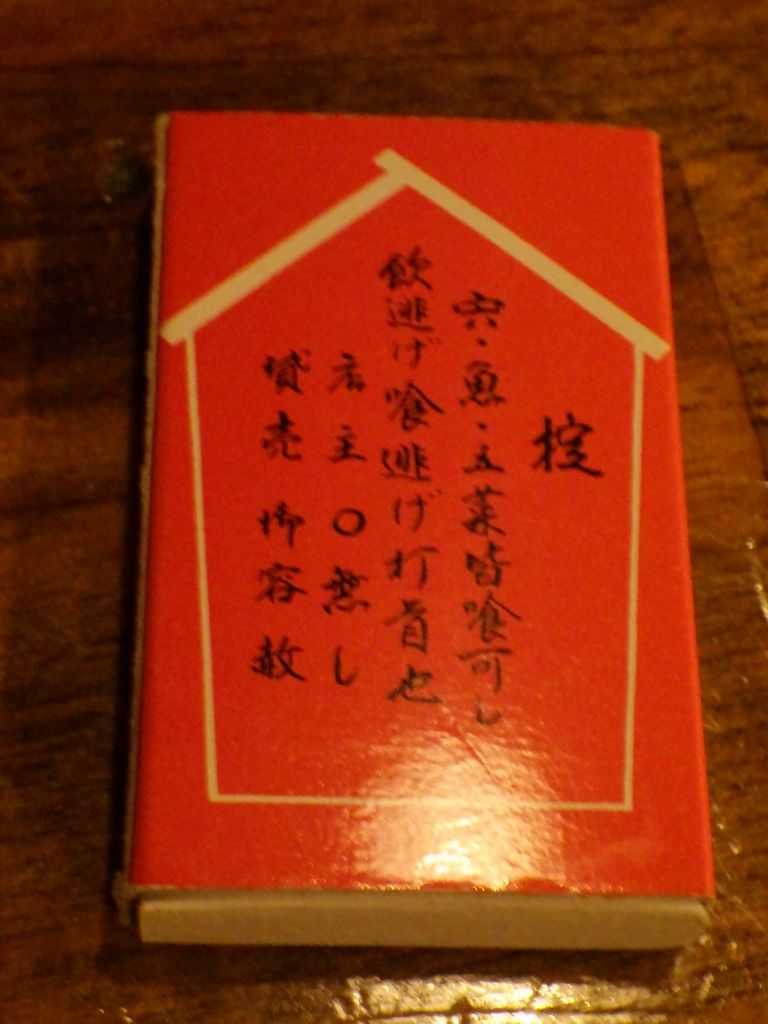 掟
宍・魚・五菜皆喰可し
飲逃げ喰逃げ打首也
店主〇無し
貸売御容赦